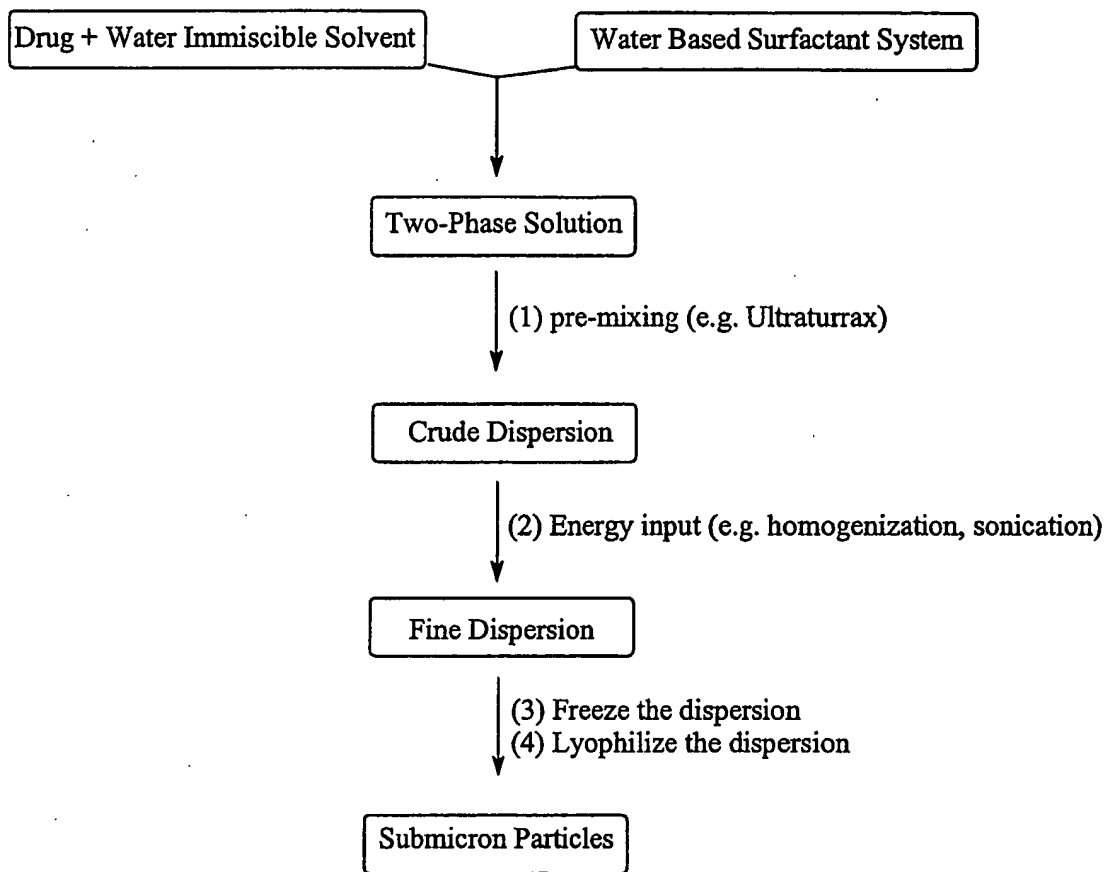 Drug + Water Immiscible Solvent
Water Based Surfactant System
Two-Phase Solution
(1) pre-mixing (e.g. Ultraturrax)
Crude Dispersion
(2) Energy input (e.g. homogenization, sonication)
Fine Dispersion
(3) Freeze the dispersion
(4) Lyophilize the dispersion
Submicron Particles